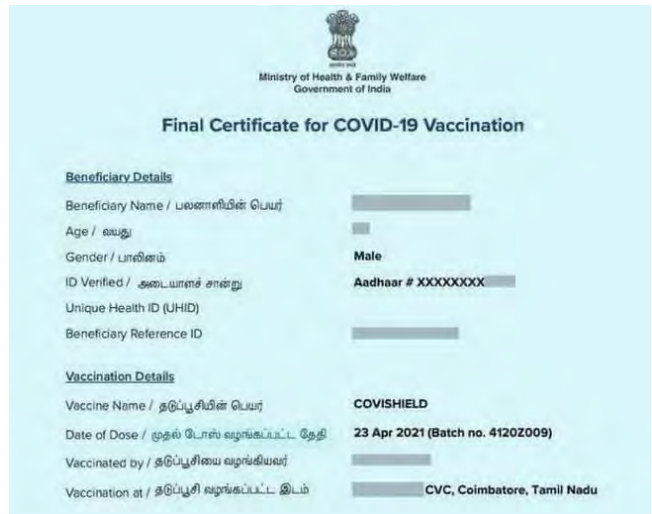 Ministry of Health & Family Welfare
Government of India
Final Certificate for COVID-19 Vaccination
Beneficiary Details
Beneficiary Name / பலனாளியின் பெயர்
Age / வயது
Gender / பாலினம் Male
ID Verified / அடையாளச் சான்று Aadhaar # XXXXXXXX
Unique Health ID (UHID)
Beneficiary Reference ID
Vaccination Details
Vaccine Name / தடுப்பூசியின் பெயர் COVISHIELD
Date of Dose / முதல் டோஸ் வழங்கப்பட்ட தேதி 23 Apr 2021 (Batch no. 4120Z009)
Vaccinated by / தடுப்பூசியை வழங்கியவர்
Vaccination at / தடுப்பூசி வழங்கப்பட்ட இடம் CVC, Coimbatore, Tamil Nadu